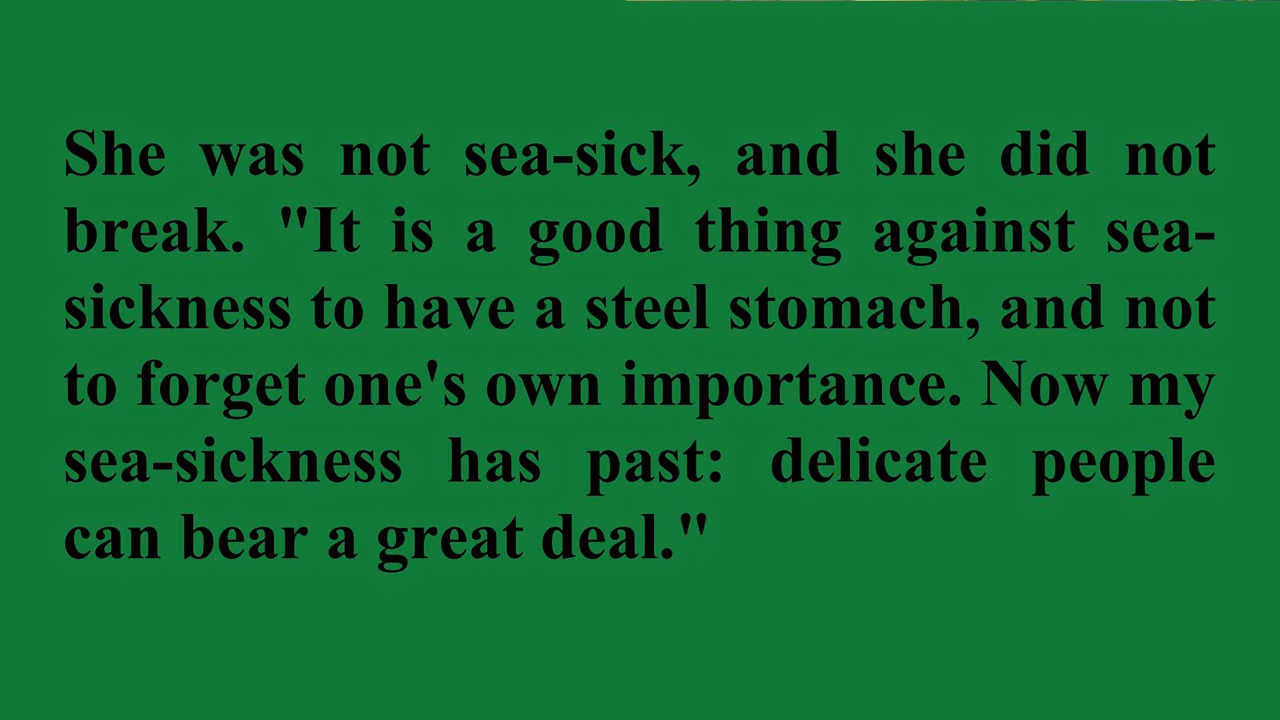 She was not sea-sick, and she did not
break. "It is a good thing against sea-
sickness to have a steel stomach, and not
to forget one's own importance. Now my
sea-sickness has past: delicate people
can bear a great deal."